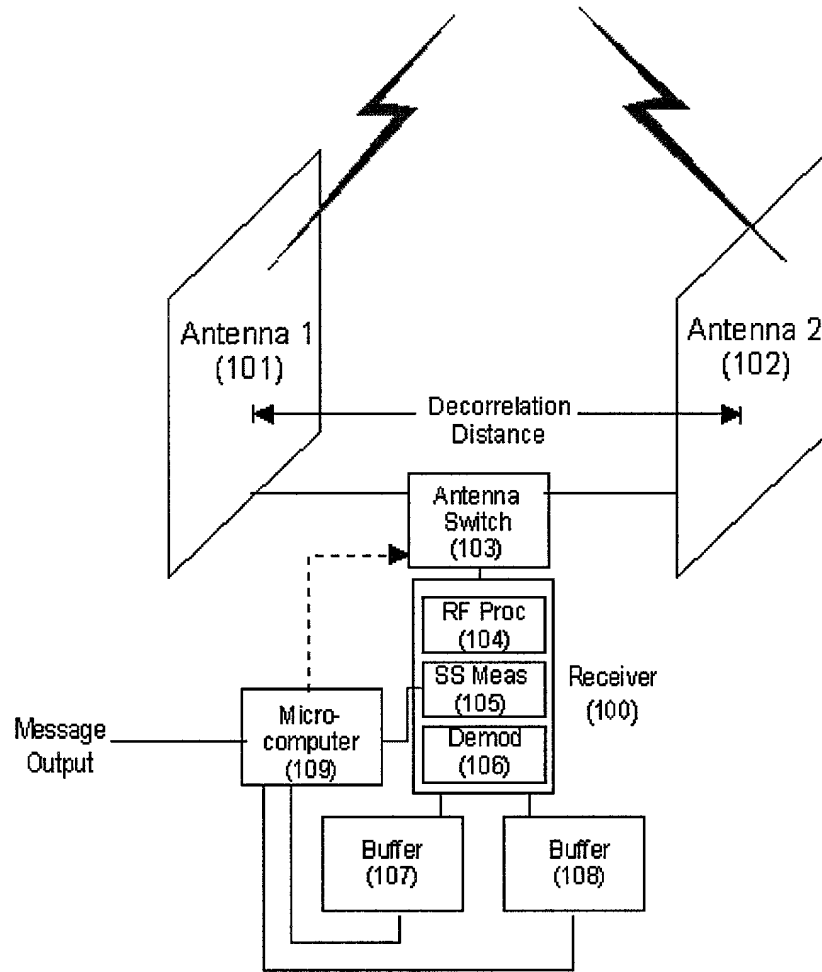 Antenna 1
(101)
Antenna 2
(102)
Decorrelation
Distance
Antenna
Switch
(103)
RF Proc
(104)
SS Meas
(105)
Demod
(106)
Receiver
(100)
Message
Output
Micro-
computer
(109)
Buffer
(107)
Buffer
(108)